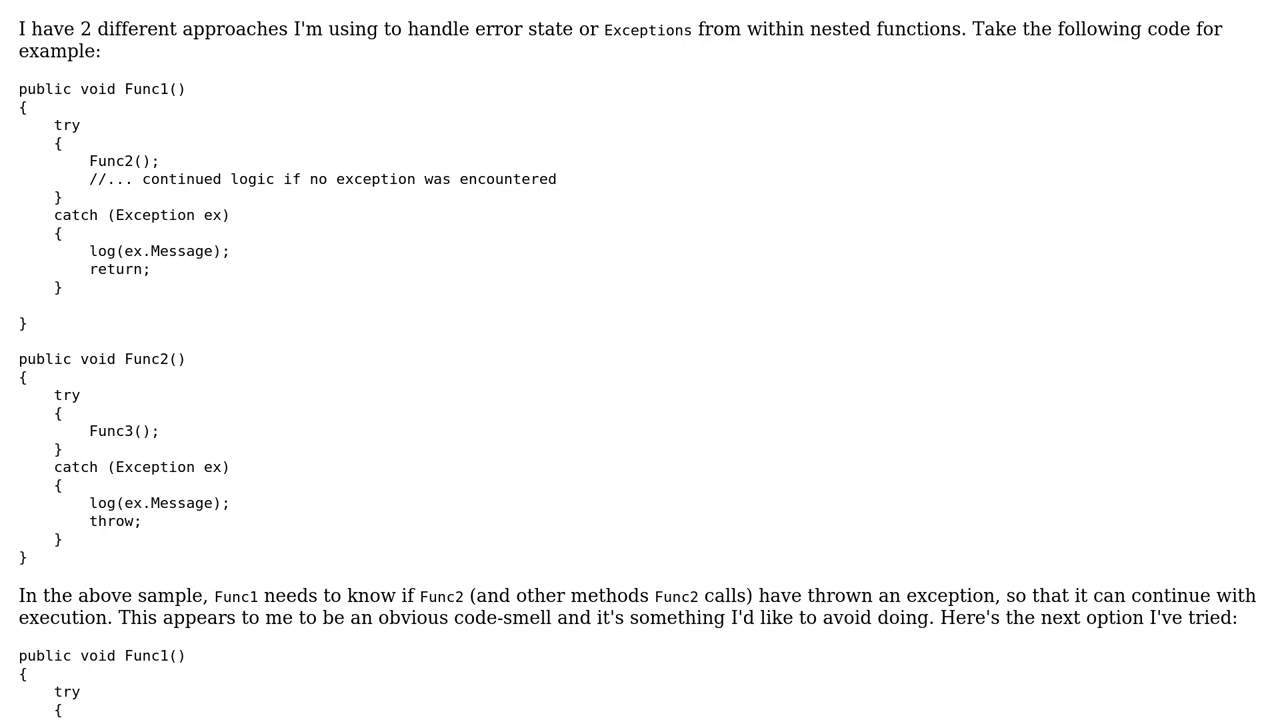 I have 2 different approaches I'm using to handle error state or Exceptions from within nested functions. Take the following code for
example:
public void Func1()
{
    try
    {
        Func2();
        //... continued logic if no exception was encountered
    }
    catch (Exception ex)
    {
        log(ex.Message);
        return;
    }
}
public void Func2()
{
    try
    {
        Func3();
    }
    catch (Exception ex)
    {
        log(ex.Message);
        throw;
    }
}
In the above sample, Func1 needs to know if Func2 (and other methods Func2 calls) have thrown an exception, so that it can continue with
execution. This appears to me to be an obvious code-smell and it's something I'd like to avoid doing. Here's the next option I've tried:
public void Func1()
{
    try
    {